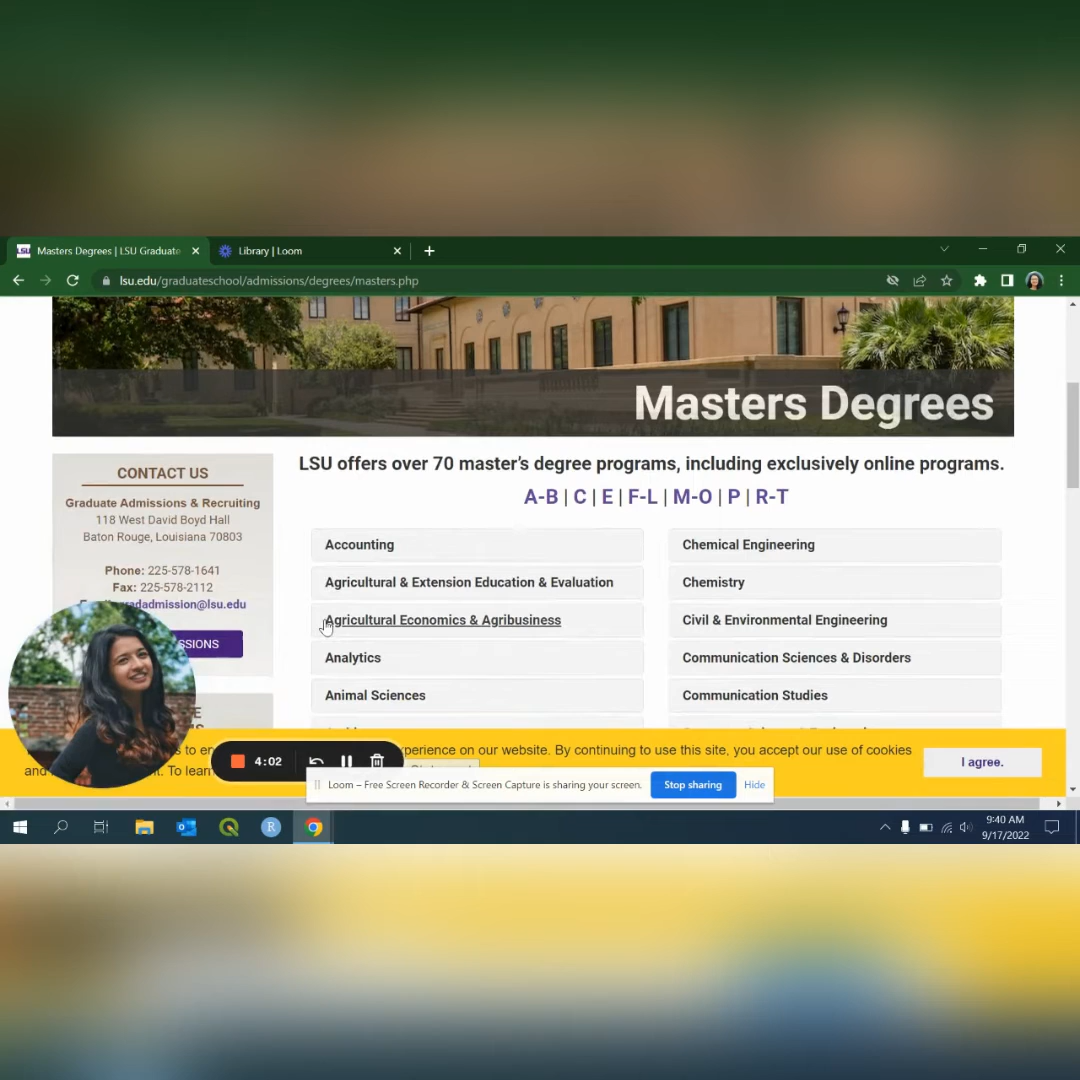 LSU Masters Degrees | LSU Graduate
Library | Loom
lsu.edu/graduateschool/admissions/degrees/masters.php
Masters Degrees
CONTACT US
Graduate Admissions & Recruiting
118 West David Boyd Hall
Baton Rouge, Louisiana 70803
Phone: 225-578-1641
Fax: 225-578-2112
gradadmission@lsu.edu
LSU offers over 70 master's degree programs, including exclusively online programs.
A-B | C | E | F-L | M-O | P | R-T
Accounting
Agricultural & Extension Education & Evaluation
Agricultural Economics & Agribusiness
Analytics
Animal Sciences
Chemical Engineering
Chemistry
Civil & Environmental Engineering
Communication Sciences & Disorders
Communication Studies
xperience on our website. By continuing to use this site, you accept our use of cookies
I agree.
4:02
Loom – Free Screen Recorder & Screen Capture is sharing your screen.
Stop sharing
Hide
R
9:40 AM
9/17/2022